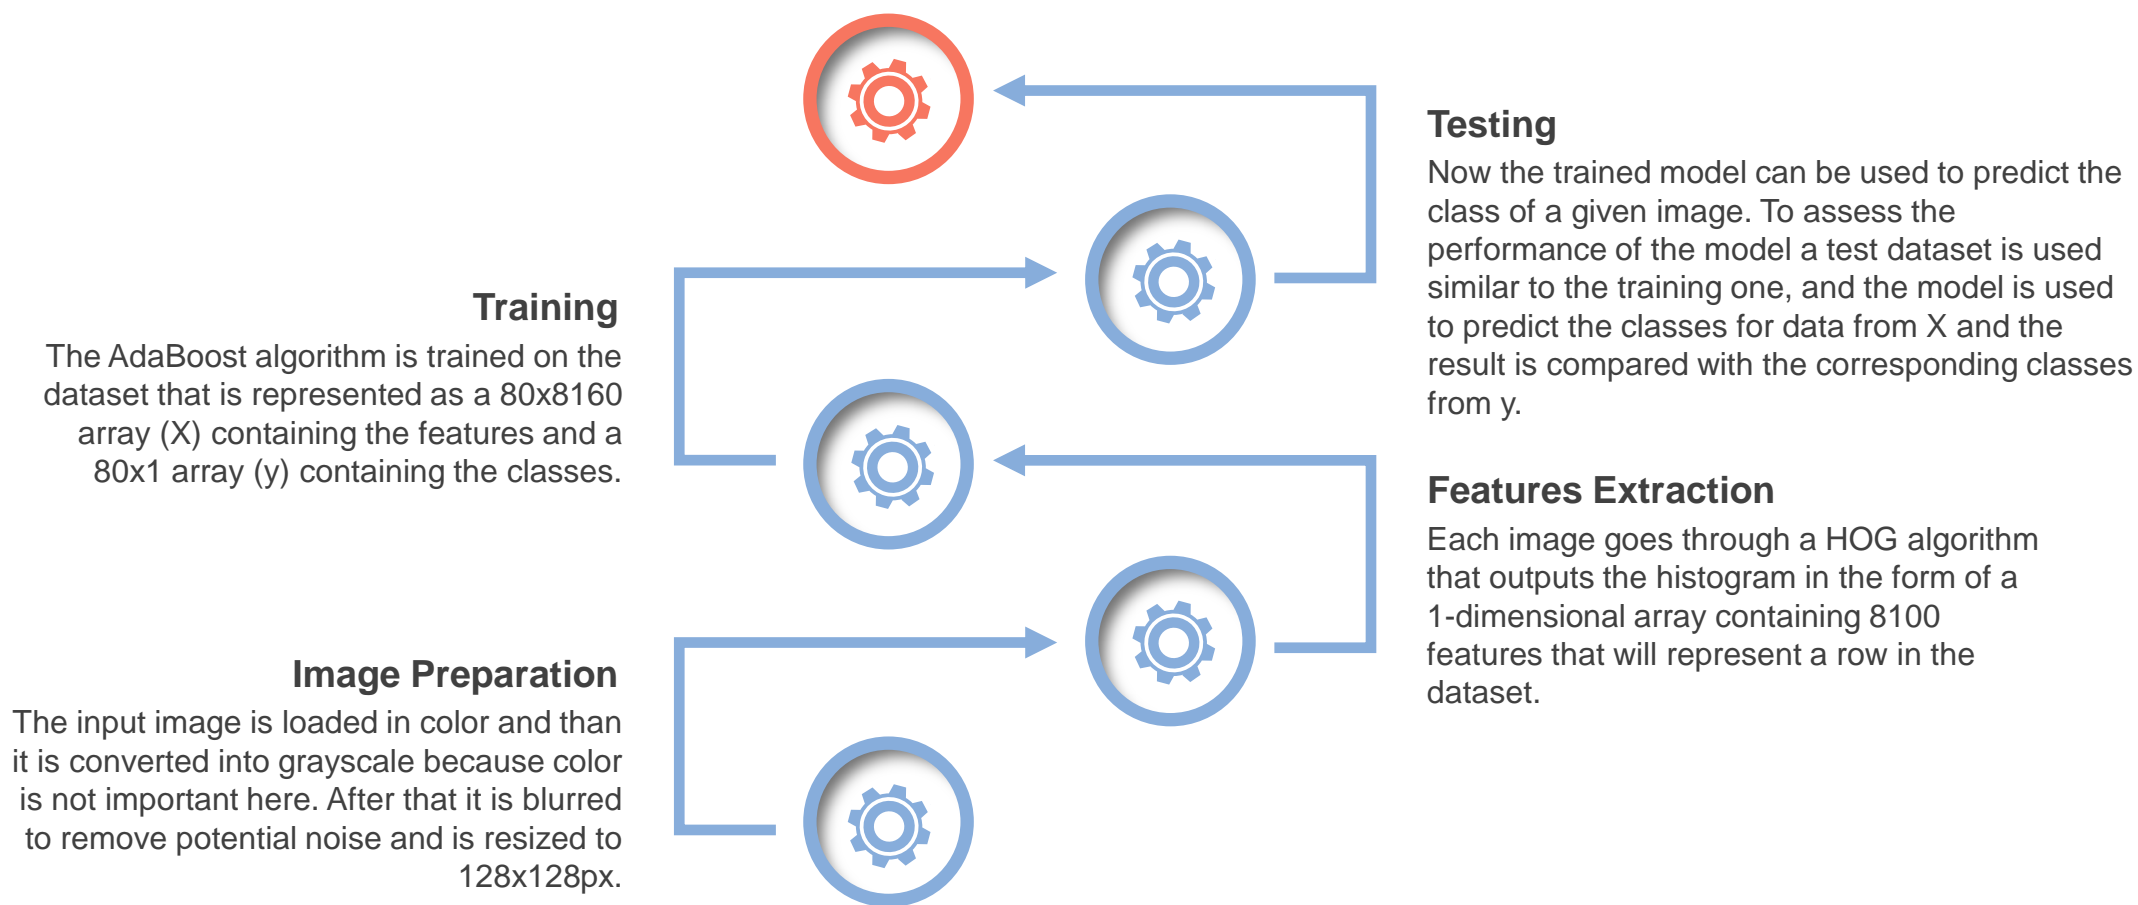 Testing
Now the trained model can be used to predict the
class of a given image. To assess the
performance of the model a test dataset is used
similar to the training one, and the model is used
to predict the classes for data from X and the
result is compared with the corresponding classes
from y.
Training
The AdaBoost algorithm is trained on the
dataset that is represented as a 80x8160
array (X) containing the features and a
80x1 array (y) containing the classes.
Features Extraction
Each image goes through a HOG algorithm
that outputs the histogram in the form of a
1-dimensional array containing 8100
features that will represent a row in the
dataset.
Image Preparation
The input image is loaded in color and than
it is converted into grayscale because color
is not important here. After that it is blurred
to remove potential noise and is resized to
128x128px.